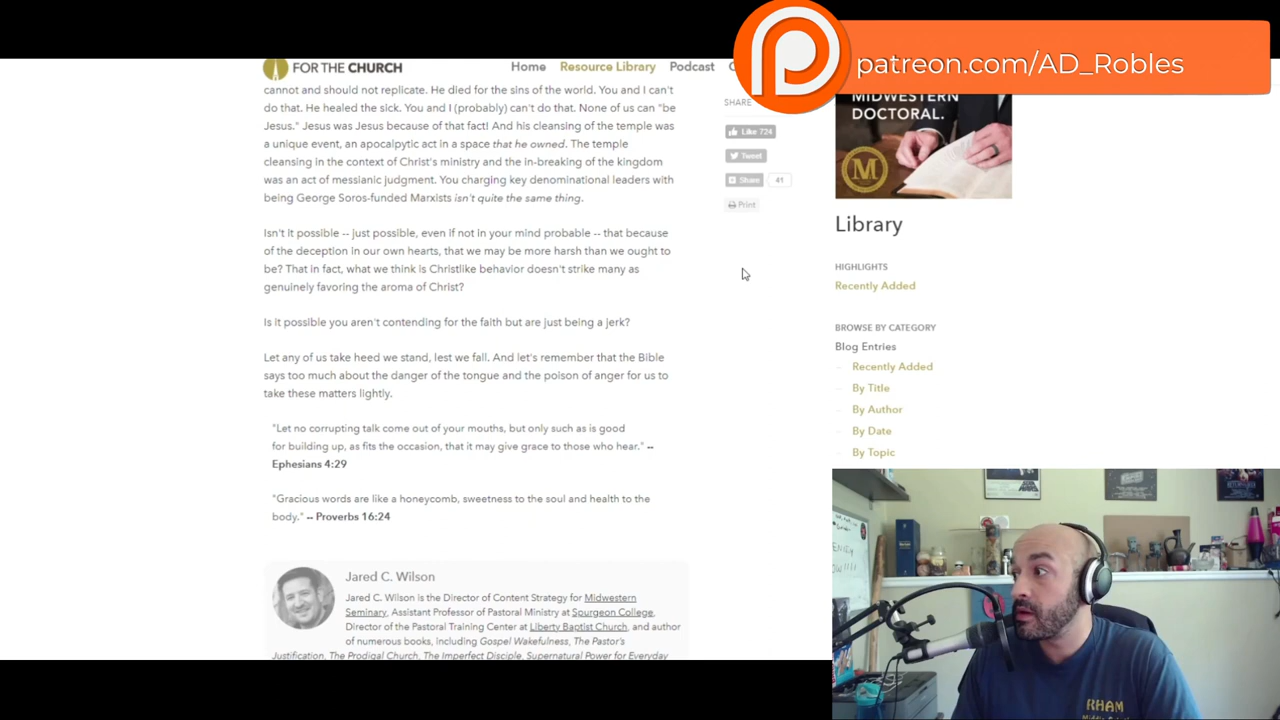 patreon.com/AD_Robles
FOR THE CHURCH
Home
Resource Library
Podcast
cannot and should not replicate. He died for the sins of the world. You and I can't
do that. He healed the sick. You and I (probably) can't do that. None of us can "be
Jesus." Jesus was Jesus because of that fact! And his cleansing of the temple was
a unique event, an apocalpytic act in a space that he owned. The temple
cleansing in the context of Christ's ministry and the in-breaking of the kingdom
was an act of messianic judgment. You charging key denominational leaders with
being George Soros-funded Marxists isn't quite the same thing.
Isn't it possible -- just possible, even if not in your mind probable -- that because
of the deception in our own hearts, that we may be more harsh than we ought to
be? That in fact, what we think is Christlike behavior doesn't strike many as
genuinely favoring the aroma of Christ?
Is it possible you aren't contending for the faith but are just being a jerk?
Let any of us take heed we stand, lest we fall. And let's remember that the Bible
says too much about the danger of the tongue and the poison of anger for us to
take these matters lightly.
"Let no corrupting talk come out of your mouths, but only such as is good
for building up, as fits the occasion, that it may give grace to those who hear." --
Ephesians 4:29
"Gracious words are like a honeycomb, sweetness to the soul and health to the
body." -- Proverbs 16:24
Jared C. Wilson
Jared C. Wilson is the Director of Content Strategy for Midwestern
Seminary, Assistant Professor of Pastoral Ministry at Spurgeon College,
Director of the Pastoral Training Center at Liberty Baptist Church, and author
of numerous books, including Gospel Wakefulness, The Pastor's
Justification, The Prodigal Church, The Imperfect Disciple, Supernatural Power for Everyday
SHARE
Like 724
Tweet
Share 41
Print
MIDWESTERN
DOCTORAL.
M
Library
HIGHLIGHTS
Recently Added
BROWSE BY CATEGORY
Blog Entries
Recently Added
By Title
By Author
By Date
By Topic
RHAM